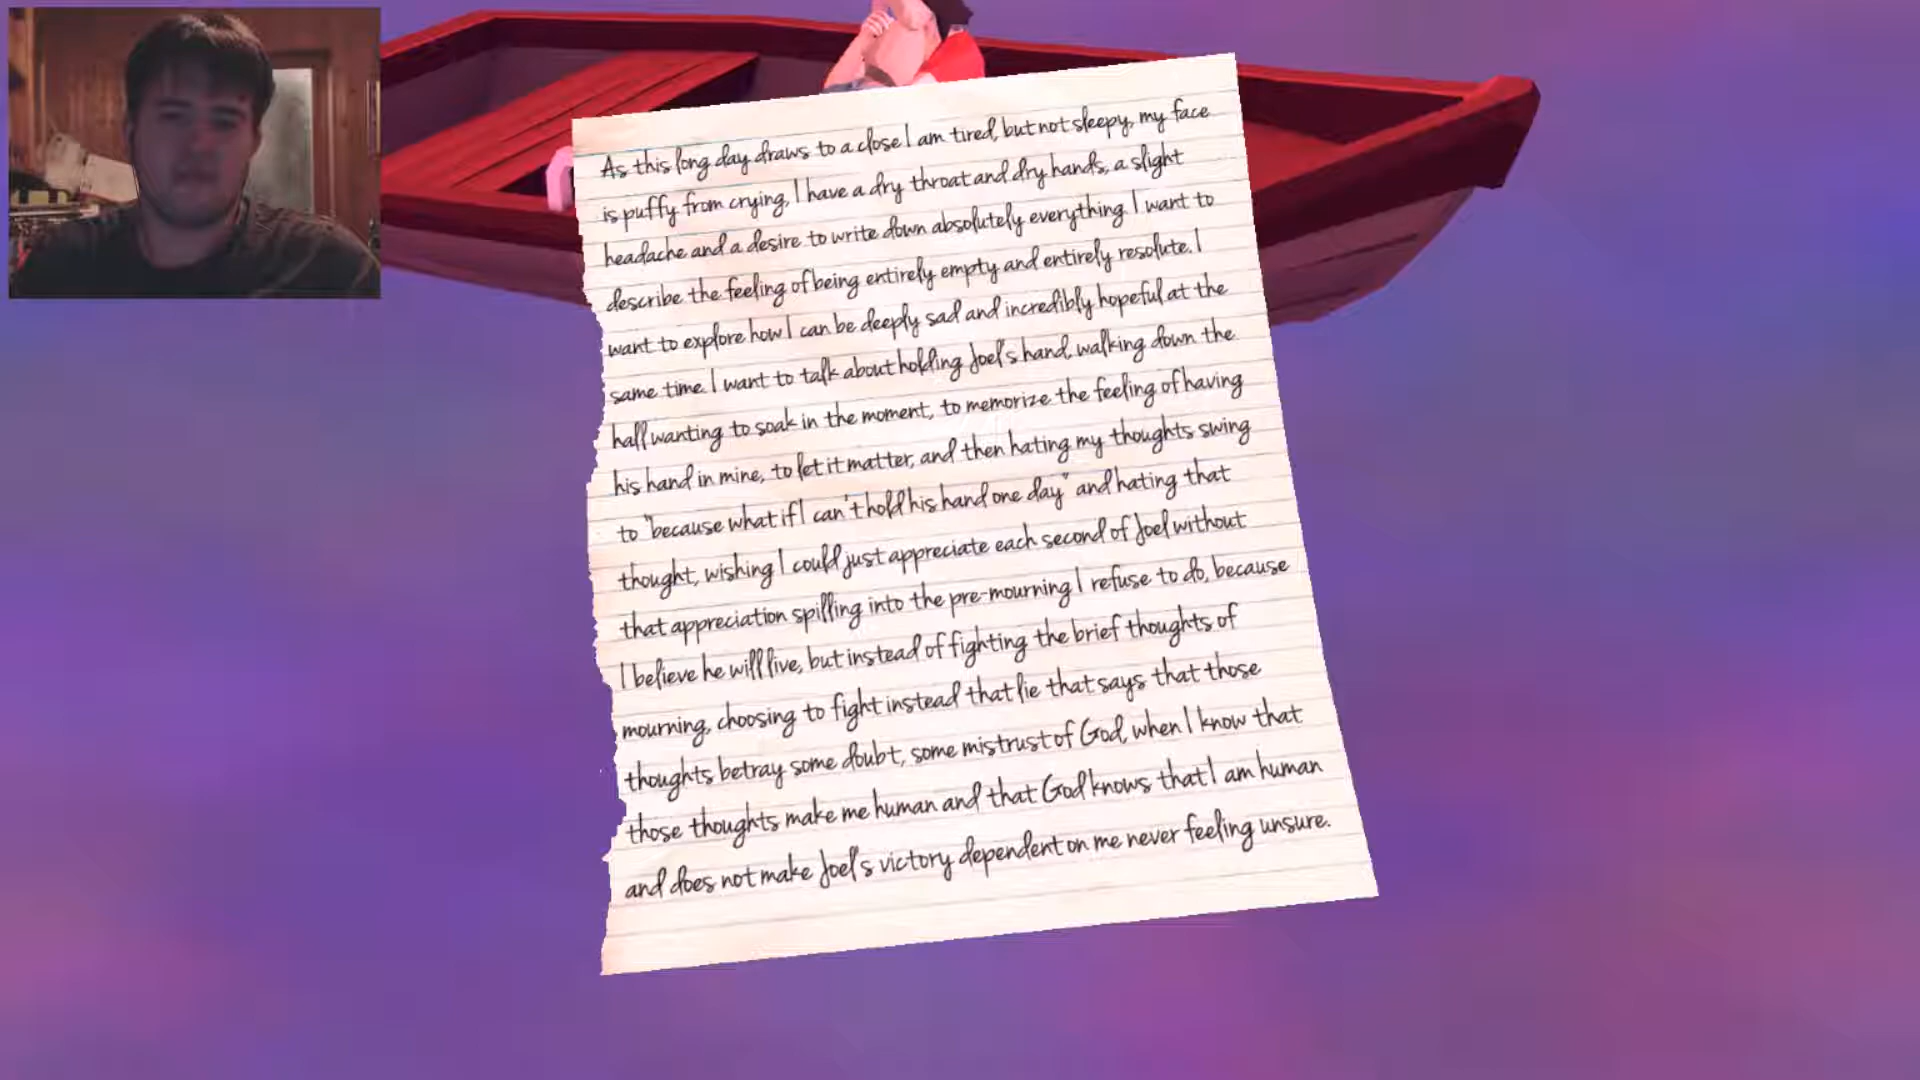 As this long day draws to a close I am tired, but not sleepy, my face
is puffy from crying, I have a dry throat and dry hands, a slight
headache and a desire to write down absolutely everything. I want to
describe the feeling of being entirely empty and entirely resolute. I
want to explore how I can be deeply sad and incredibly hopeful at the
same time. I want to talk about holding Joel's hand, walking down the
hall wanting to soak in the moment, to memorize the feeling of having
his hand in mine, to let it matter, and then hating my thoughts swing
to "because what if I can't hold his hand one day" and hating that
thought, wishing I could just appreciate each second of Joel without
that appreciation spilling into the pre-mourning I refuse to do, because
I believe he will live, but instead of fighting the brief thoughts of
mourning, choosing to fight instead that lie that says that those
thoughts betray some doubt, some mistrust of God, when I know that
those thoughts make me human and that God knows that I am human
and does not make Joel's victory dependent on me never feeling unsure.